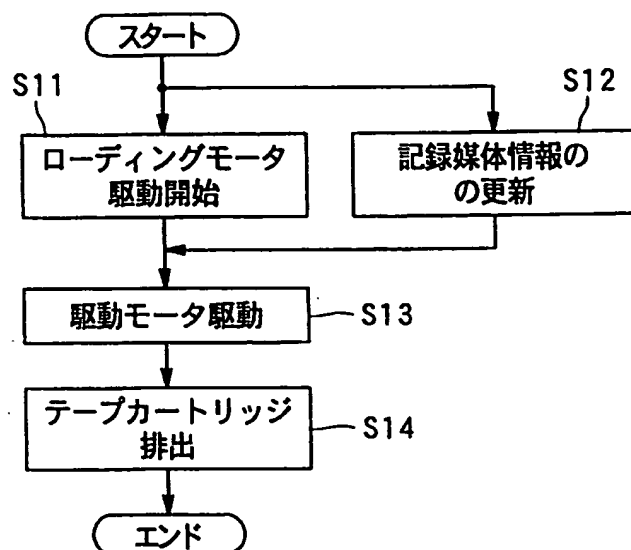 スタート
S11
S12
ローディングモータ
駆動開始
記録媒体情報の
の更新
駆動モータ駆動
S13
テープカートリッジ
排出
S14
エンド